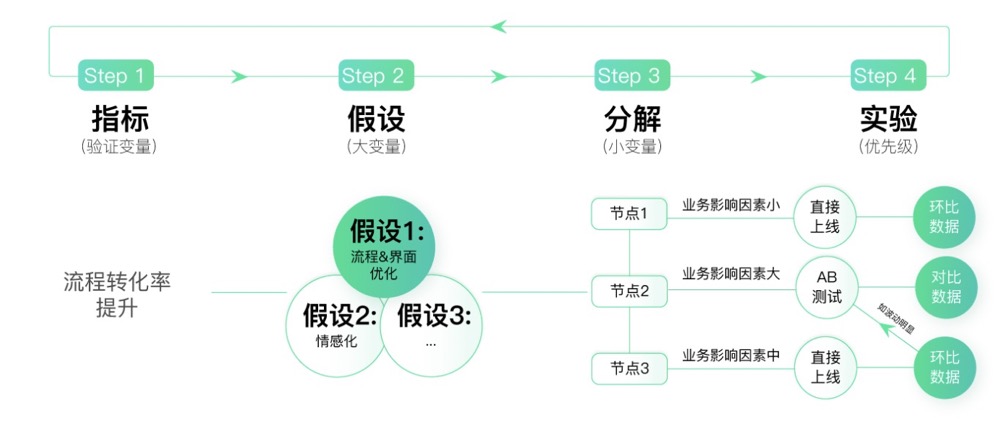 Step 1
Step 2
Step 3
Step 4
指标
假设
分解
实验
(验证变量)
(大变量)
(小变量)
(优先级)
流程转化率
提升
假设1:
流程&界面
优化
假设2:
情感化
假设3:
...
节点1
业务影响因素小
直接
上线
环比
数据
节点2
业务影响因素大
AB
测试
对比
数据
如波动明显
节点3
业务影响因素中
直接
上线
环比
数据